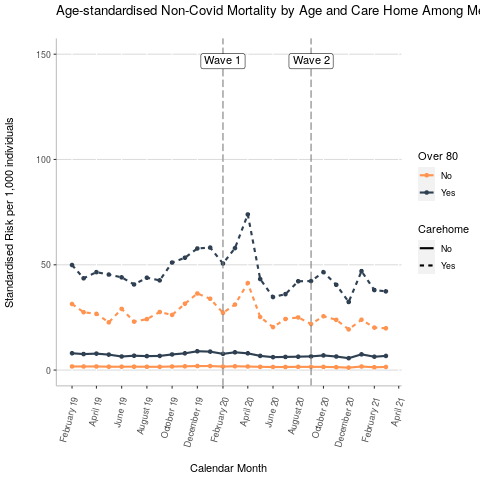 Age-standardised Non-Covid Mortality by Age and Care Home Among Me
150
Wave 1
Wave 2
100
50
0
Standardised Risk per 1,000 individuals
February 19
April 19
June 19
August 19
October 19
December 19
February 20
April 20
June 20
August 20
October 20
December 20
February 21
April 21
Calendar Month
Over 80
No
Yes
Carehome
No
Yes